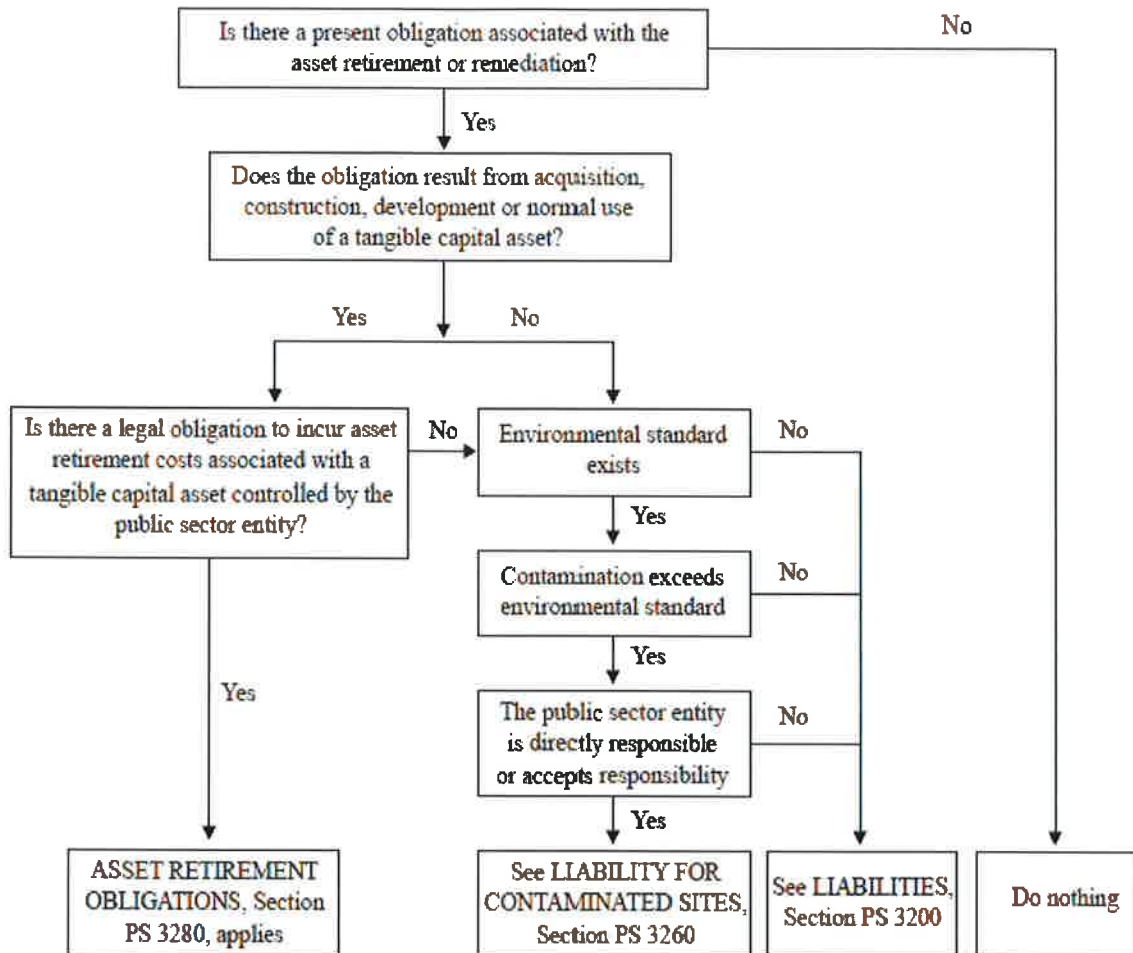 Is there a present obligation associated with the
asset retirement or remediation?
No
Yes
Does the obligation result from acquisition,
construction, development or normal use
of a tangible capital asset?
Yes
No
Is there a legal obligation to incur asset
retirement costs associated with a
tangible capital asset controlled by the
public sector entity?
No
Environmental standard
exists
No
Yes
Contamination exceeds
environmental standard
No
Yes
Yes
The public sector entity
is directly responsible
or accepts responsibility
No
Yes
ASSET RETIREMENT
OBLIGATIONS, Section
PS 3280, applies
See LIABILITY FOR
CONTAMINATED SITES,
Section PS 3260
See LIABILITIES,
Section PS 3200
Do nothing